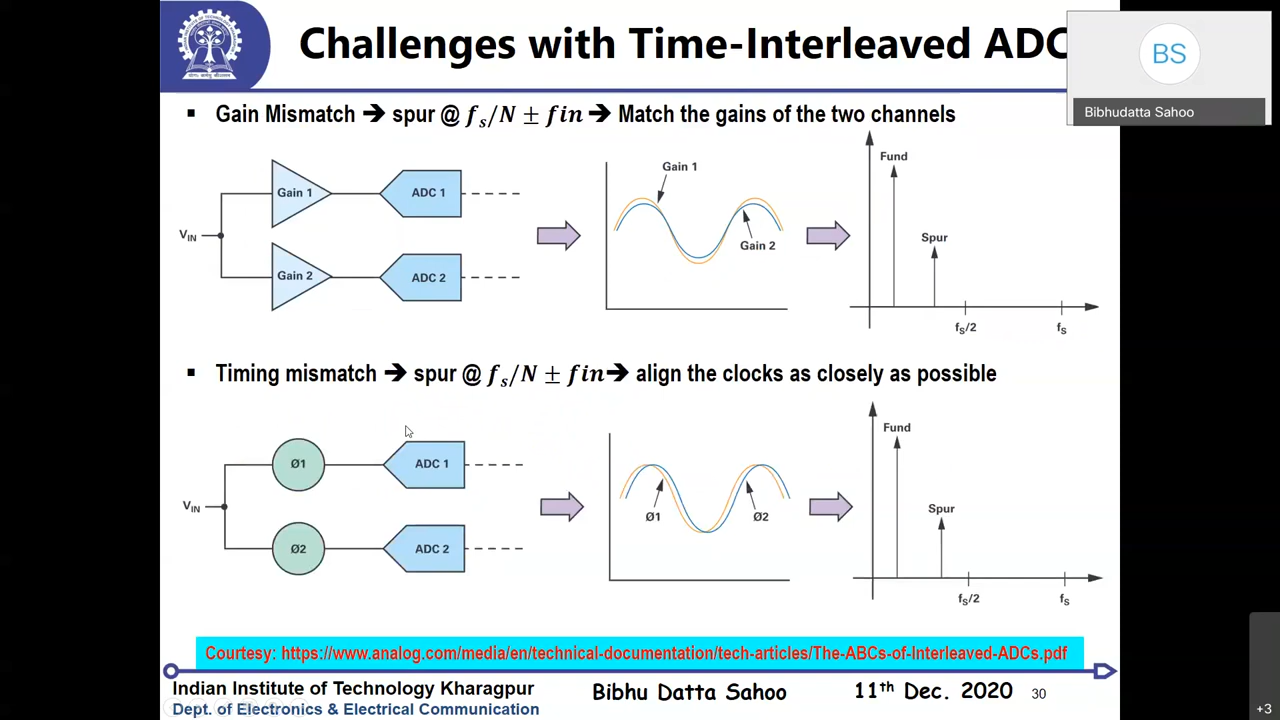 Challenges with Time-Interleaved ADC
BS
Bibhudatta Sahoo
▪ Gain Mismatch ➔ spur @ fₛ/N ± fin ➔ Match the gains of the two channels
Gain 1
ADC 1
VIN
Gain 2
ADC 2
Gain 1
Gain 2
Fund
Spur
fS/2
fS
▪ Timing mismatch ➔ spur @ fₛ/N ± fin➔ align the clocks as closely as possible
Ø1
ADC 1
VIN
Ø2
ADC 2
Ø1
Ø2
Fund
Spur
fS/2
fS
Courtesy: https://www.analog.com/media/en/technical-documentation/tech-articles/The-ABCs-of-Interleaved-ADCs.pdf
Indian Institute of Technology Kharagpur
Dept. of Electronics & Electrical Communication
Bibhu Datta Sahoo
11th Dec. 2020
30
+3